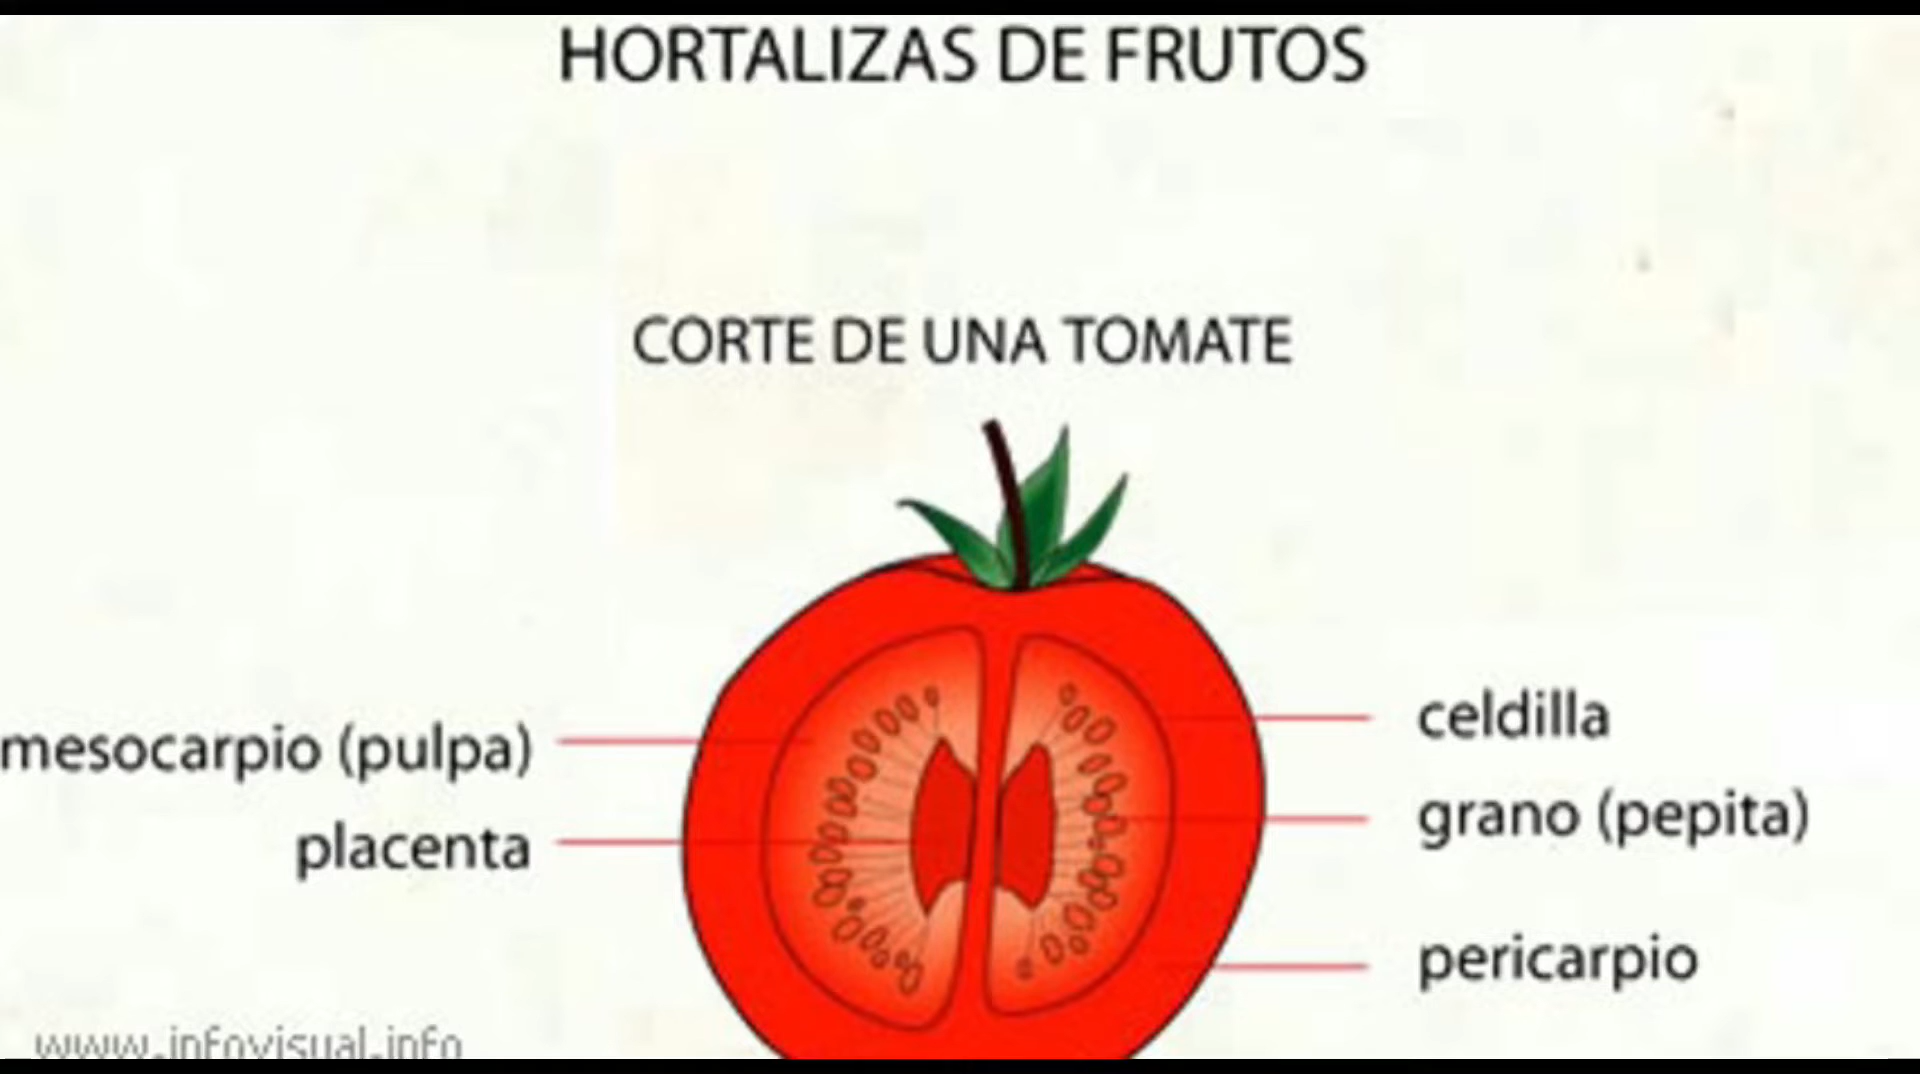 HORTALIZAS DE FRUTOS
CORTE DE UNA TOMATE
mesocarpio (pulpa)
placenta
celdilla
grano (pepita)
pericarpio
www.infovisual.info